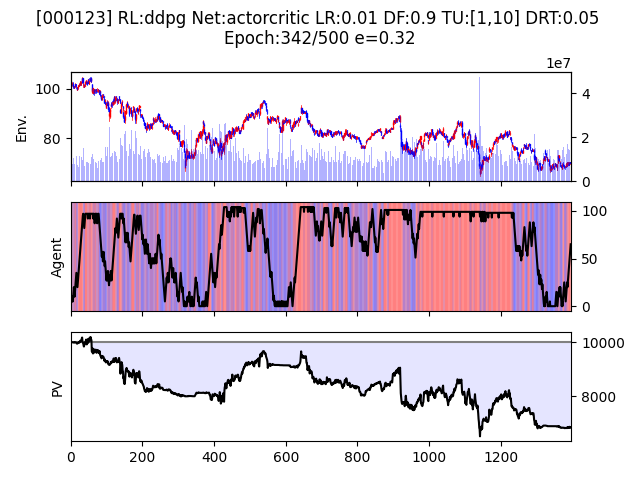 [000123] RL:ddpg Net:actorcritic LR:0.01 DF:0.9 TU:[1,10] DRT:0.05
Epoch:342/500 e=0.32
1e7
Env.
100
80
4
2
0
Agent
100
50
0
PV
10000
8000
0 200 400 600 800 1000 1200